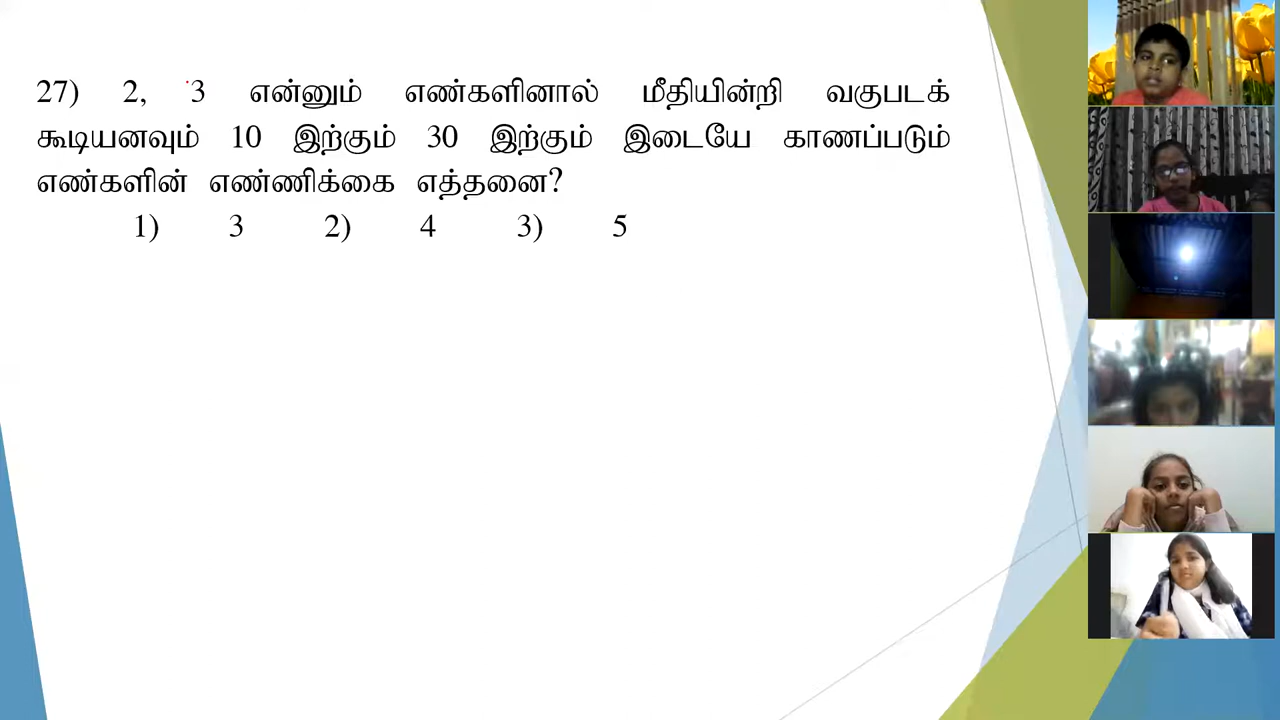 27) 2, 3 என்னும் எண்களினால் மீதியின்றி வகுபடக்
கூடியனவும் 10 இற்கும் 30 இற்கும் இடையே காணப்படும்
எண்களின் எண்ணிக்கை எத்தனை?
1) 3 2) 4 3) 5